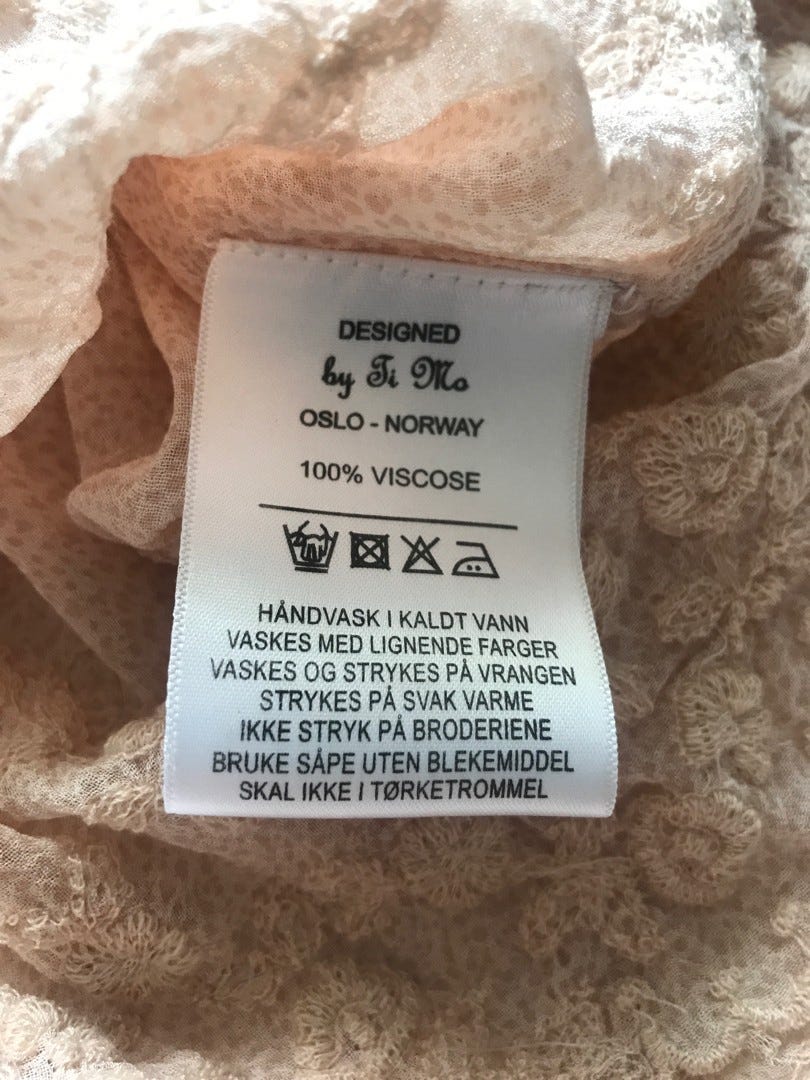 DESIGNED
by Ti Mo
OSLO - NORWAY
100% VISCOSE
HÅNDVASK I KALDT VANN
VASKES MED LIGNENDE FARGER
VASKES OG STRYKES PÅ VRANGEN
STRYKES PÅ SVAK VARME
IKKE STRYK PÅ BRODERIENE
BRUKE SÅPE UTEN BLEKEMIDDEL
SKAL IKKE I TØRKETROMMEL